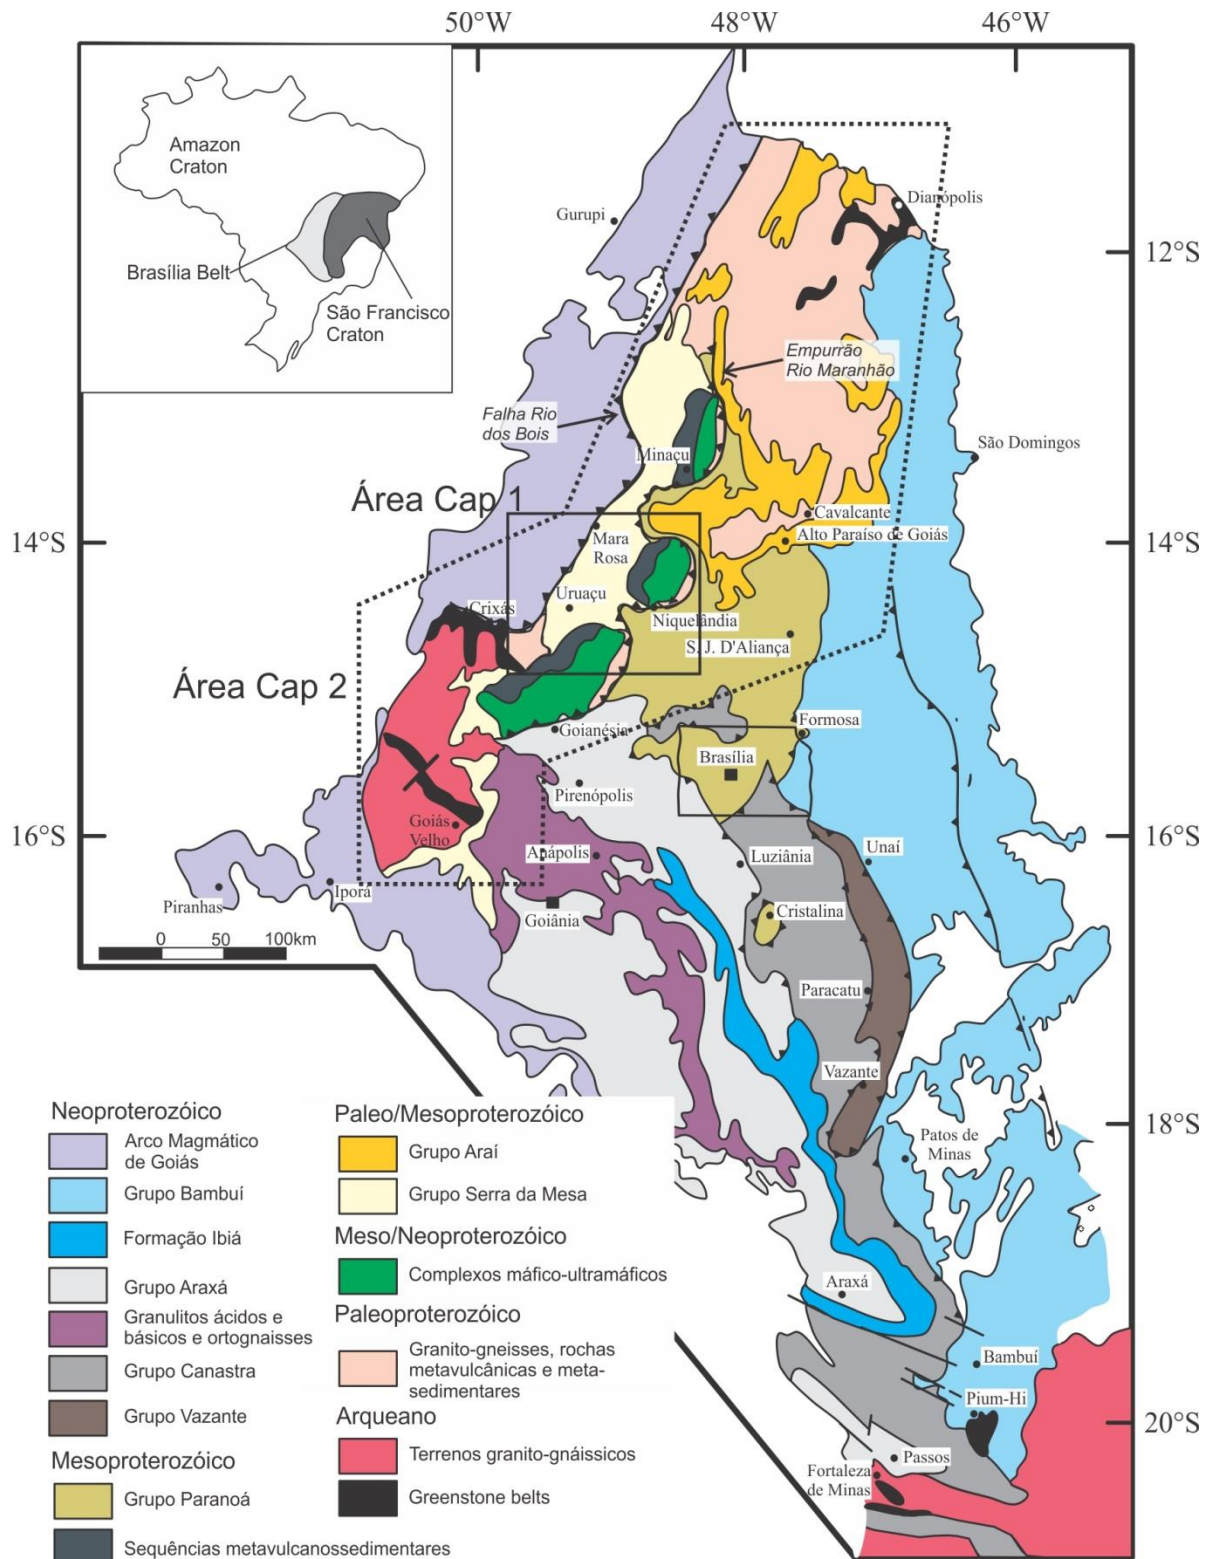 50°W
48°W
46°W
Amazon
Craton
Brasília Belt
São Francisco
Craton
Gurupi
Dianópolis
12°S
Empurrão
Rio Maranhão
Falha Rio
dos Bois
Minaçu
São Domingos
Área Cap 1
Cavalcante
14°S
Mara
Rosa
Alto Paraíso de Goiás
14°S
Crixás
Uruaçu
Niquelândia
S. J. D'Aliança
Área Cap 2
Goianésia
Formosa
Brasília
Pirenópolis
16°S
Goiás
Velho
Anápolis
Luziânia
Unaí
16°S
Piranhas
Iporá
Goiânia
Cristalina
0 50 100km
Paracatu
Vazante
Patos de
Minas
18°S
Araxá
Bambuí
Pium-Hi
20°S
Passos
Fortaleza
de Minas
Neoproterozóico
Arco Magmático
de Goiás
Grupo Bambuí
Formação Ibiá
Grupo Araxá
Granulitos ácidos e
básicos e ortognaisses
Grupo Canastra
Grupo Vazante
Mesoproterozóico
Grupo Paranoá
Sequências metavulcanossedimentares
Paleo/Mesoproterozóico
Grupo Araí
Grupo Serra da Mesa
Meso/Neoproterozóico
Complexos máfico-ultramáficos
Paleoproterozóico
Granito-gneisses, rochas
metavulcânicas e meta-
sedimentares
Arqueano
Terrenos granito-gnáissicos
Greenstone belts